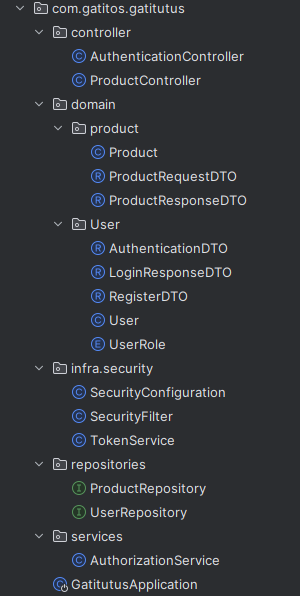 com.gatitos.gatitutus
controller
C AuthenticationController
C ProductController
domain
product
C Product
R ProductRequestDTO
R ProductResponseDTO
User
R AuthenticationDTO
R LoginResponseDTO
R RegisterDTO
C User
E UserRole
infra.security
C SecurityConfiguration
C SecurityFilter
C TokenService
repositories
I ProductRepository
I UserRepository
services
C AuthorizationService
C GatitutusApplication